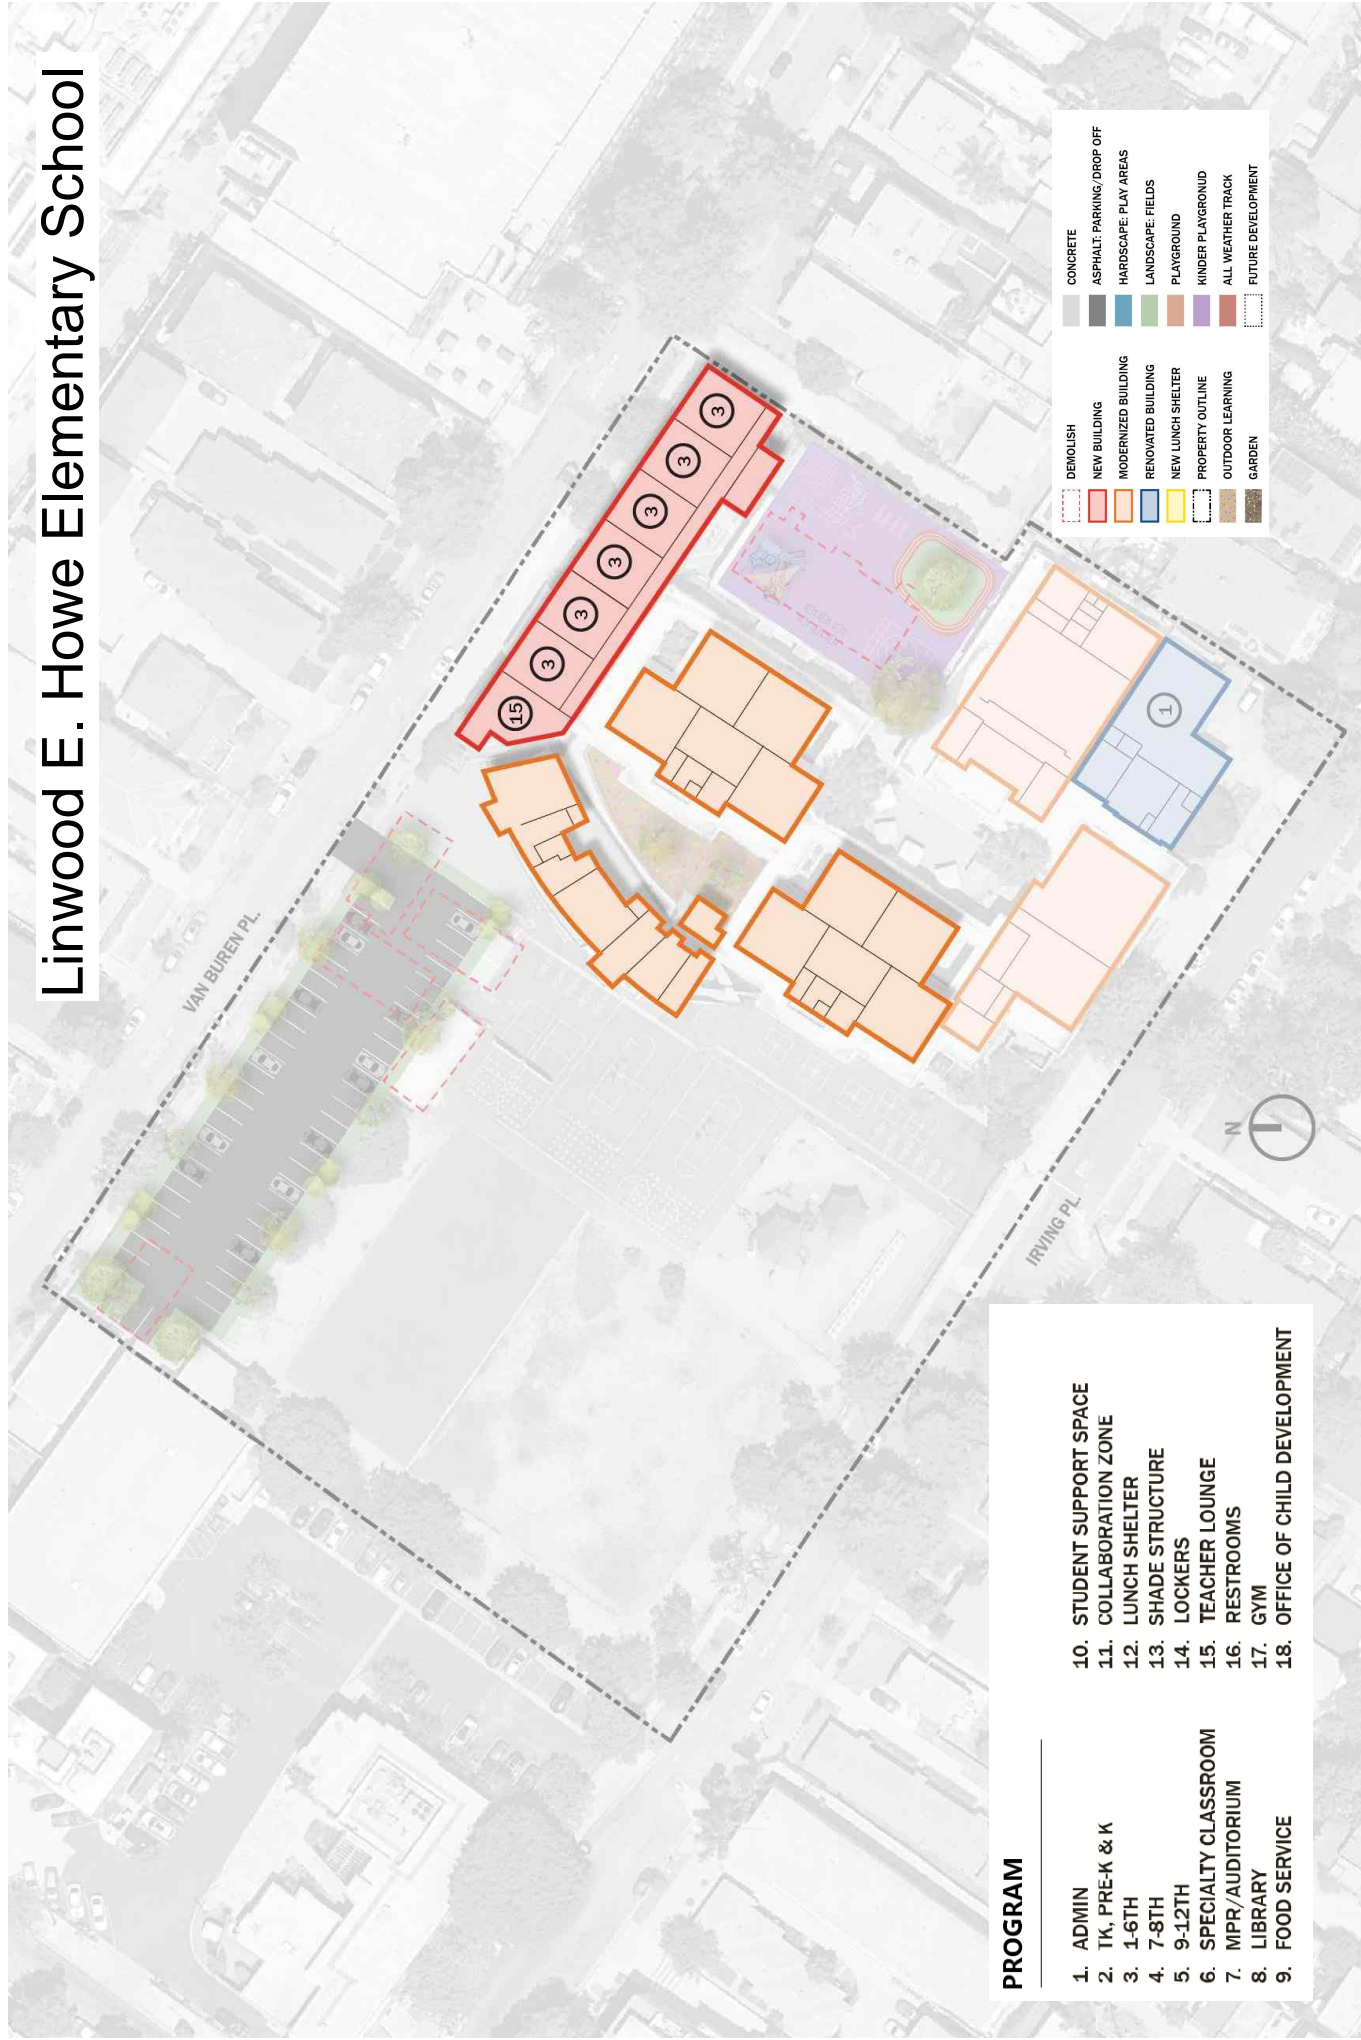 Linwood E. Howe Elementary School
VAN BUREN PL.
IRVING PL.
N
15
3
3
3
3
3
3
1
PROGRAM
1. ADMIN
2. TK, PRE-K & K
3. 1-6TH
4. 7-8TH
5. 9-12TH
6. SPECIALTY CLASSROOM
7. MPR/AUDITORIUM
8. LIBRARY
9. FOOD SERVICE
10. STUDENT SUPPORT SPACE
11. COLLABORATION ZONE
12. LUNCH SHELTER
13. SHADE STRUCTURE
14. LOCKERS
15. TEACHER LOUNGE
16. RESTROOMS
17. GYM
18. OFFICE OF CHILD DEVELOPMENT
DEMOLISH
NEW BUILDING
MODERNIZED BUILDING
RENOVATED BUILDING
NEW LUNCH SHELTER
PROPERTY OUTLINE
OUTDOOR LEARNING
GARDEN
CONCRETE
ASPHALT: PARKING/DROP OFF
HARDSCAPE: PLAY AREAS
LANDSCAPE: FIELDS
PLAYGROUND
KINDER PLAYGRONUD
ALL WEATHER TRACK
FUTURE DEVELOPMENT